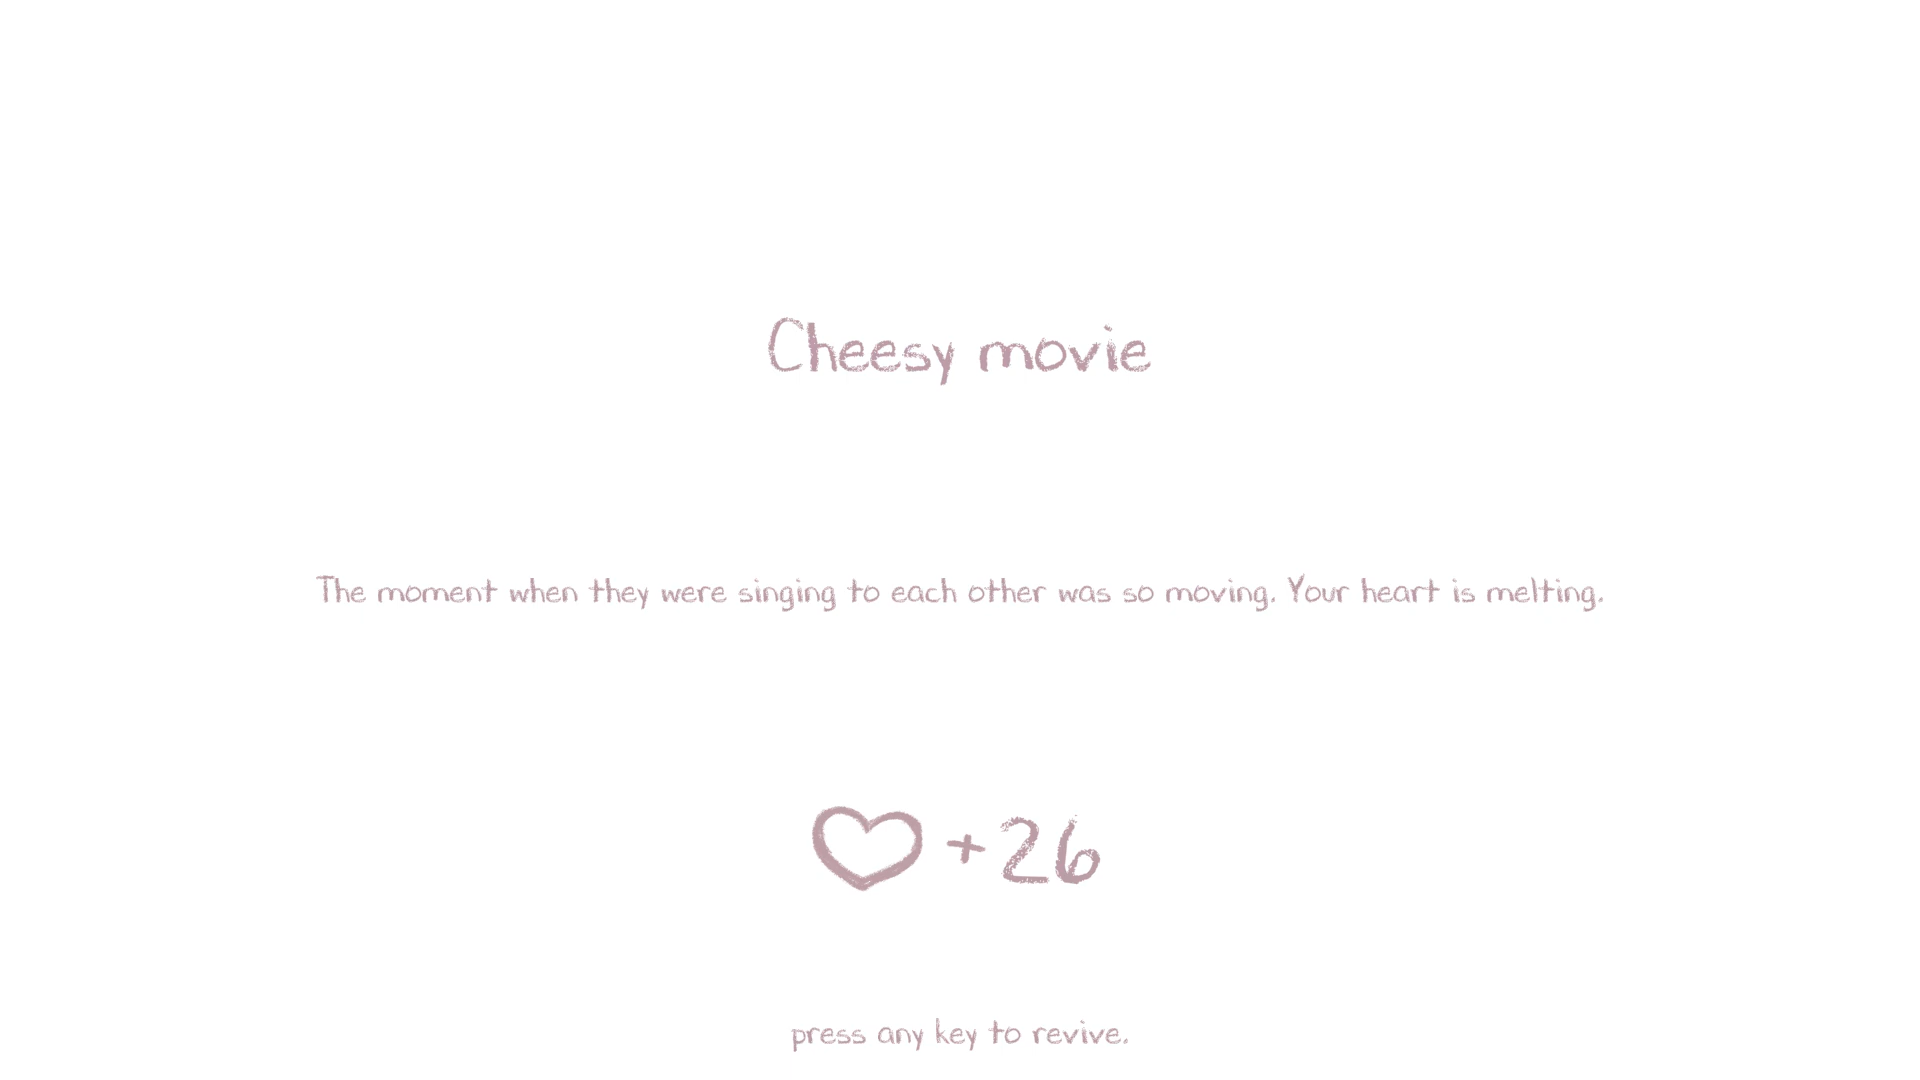 Cheesy movie
The moment when they were singing to each other was so moving. Your heart is melting.
+26
press any key to revive.